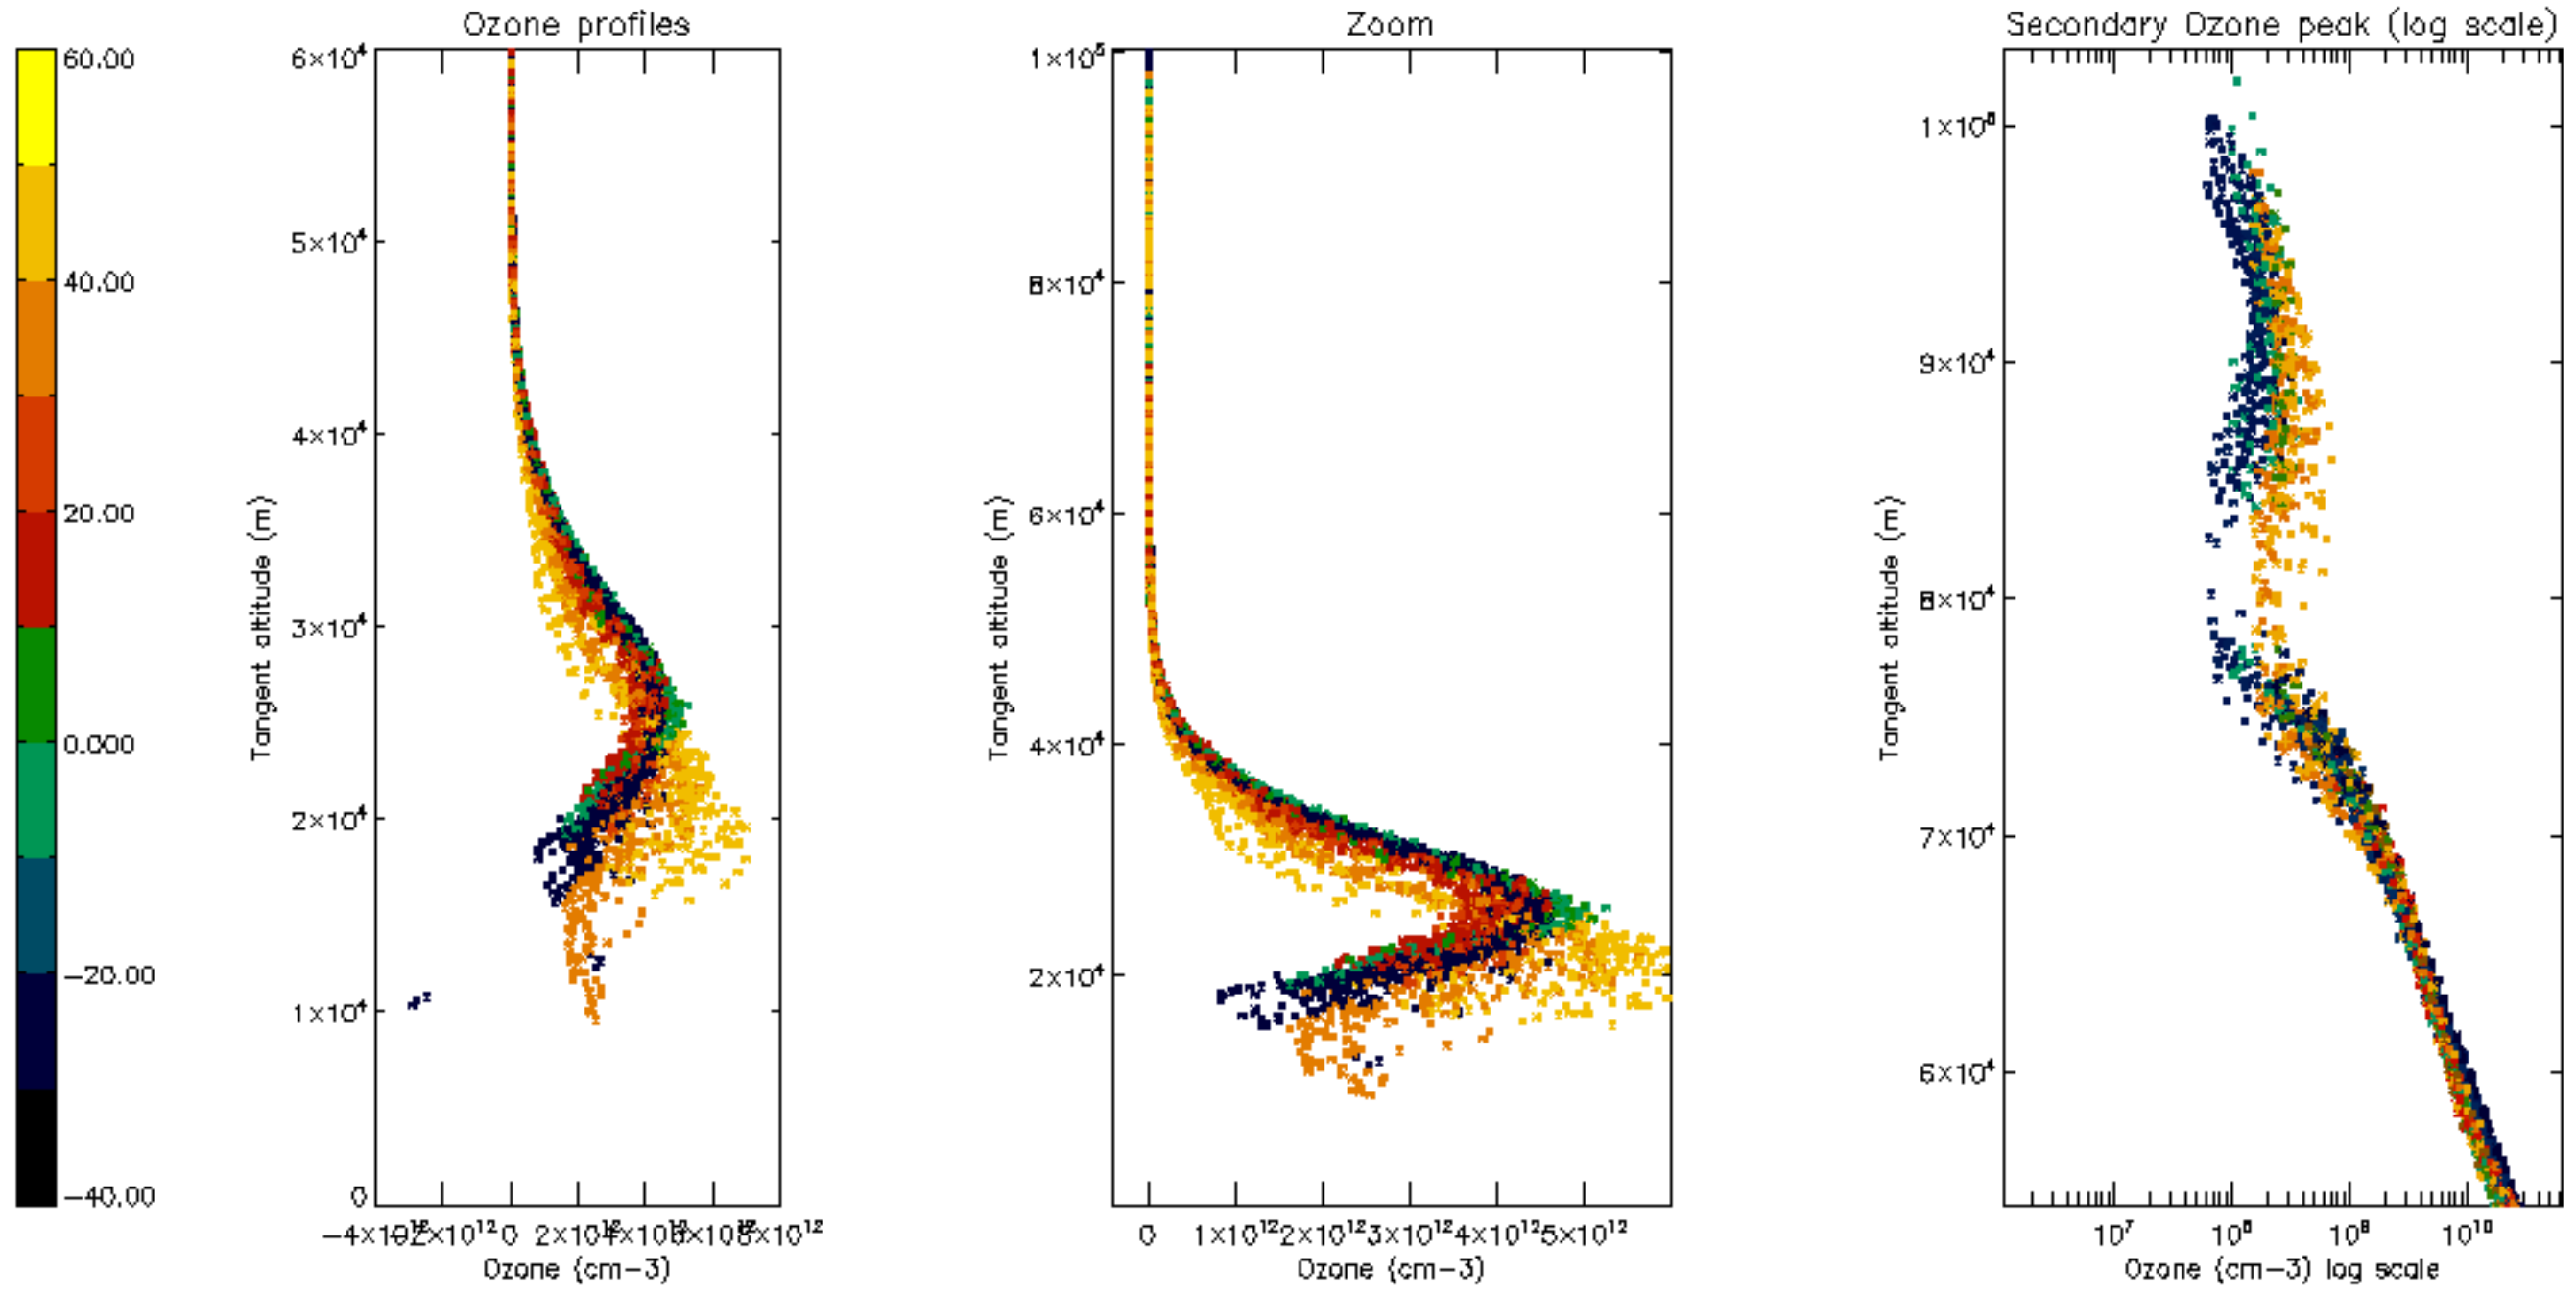 Ozone profiles
Zoom
Secondary Ozone peak (log scale)
60.00
40.00
20.00
0.000
−20.00
−40.00
6×10⁴
5×10⁴
4×10⁴
3×10⁴
2×10⁴
1×10⁴
0
Tangent altitude (m)
0
Ozone (cm−3)
1×10⁵
8×10⁴
6×10⁴
4×10⁴
2×10⁴
Tangent altitude (m)
0 1×10¹² 2×10¹² 3×10¹² 4×10¹² 5×10¹²
Ozone (cm−3)
9×10⁴
8×10⁴
7×10⁴
6×10⁴
Tangent altitude (m)
10⁷ 10⁸ 10⁹ 10¹⁰
Ozone (cm−3) log scale